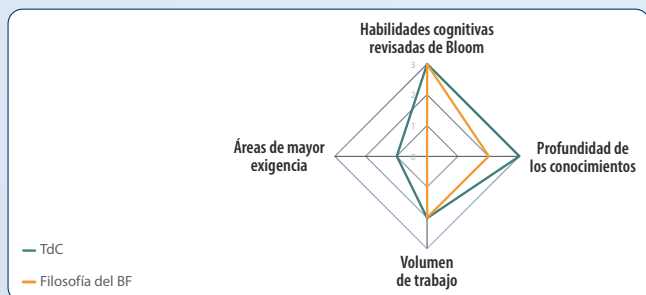 Habilidades cognitivas
revisadas de Bloom
3
2
1
0
Áreas de mayor
exigencia
Profundidad de
los conocimientos
Volumen
de trabajo
TdC
Filosofía del BF